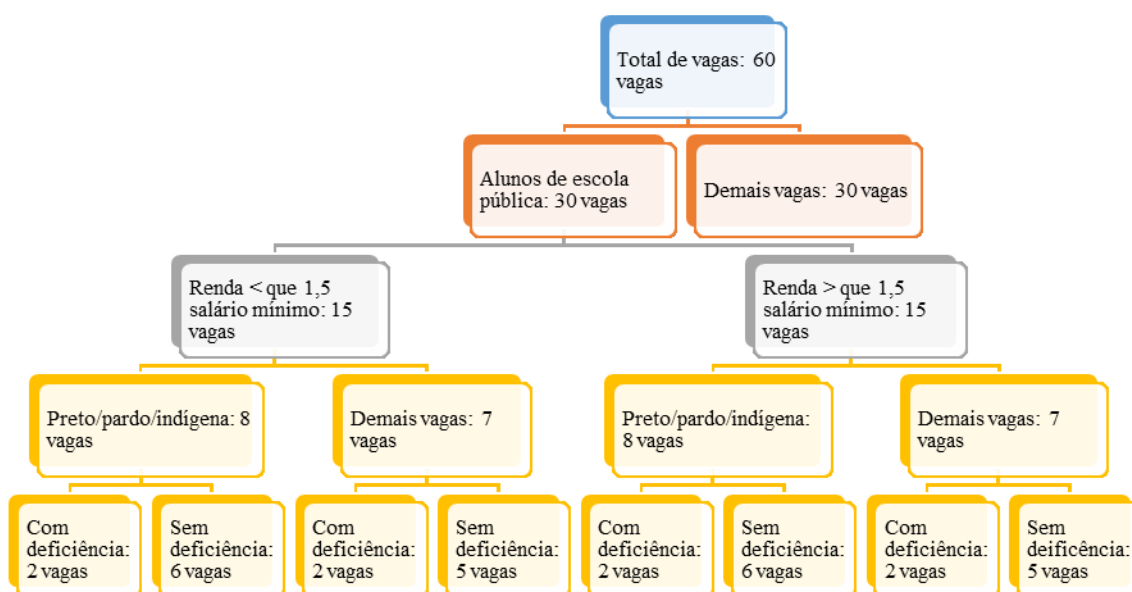 Total de vagas: 60
vagas
Alunos de escola
pública: 30 vagas
Demais vagas: 30 vagas
Renda < que 1,5
salário mínimo: 15
vagas
Renda > que 1,5
salário mínimo: 15
vagas
Preto/pardo/indígena: 8
vagas
Demais vagas: 7
vagas
Preto/pardo/indígena:
8 vagas
Demais vagas: 7
vagas
Com
deficiência:
2 vagas
Sem
deficiência:
6 vagas
Com
deficiência:
2 vagas
Sem
deficiência:
5 vagas
Com
deficiência:
2 vagas
Sem
deficiência:
6 vagas
Com
deficiência:
2 vagas
Sem
deificiência:
5 vagas